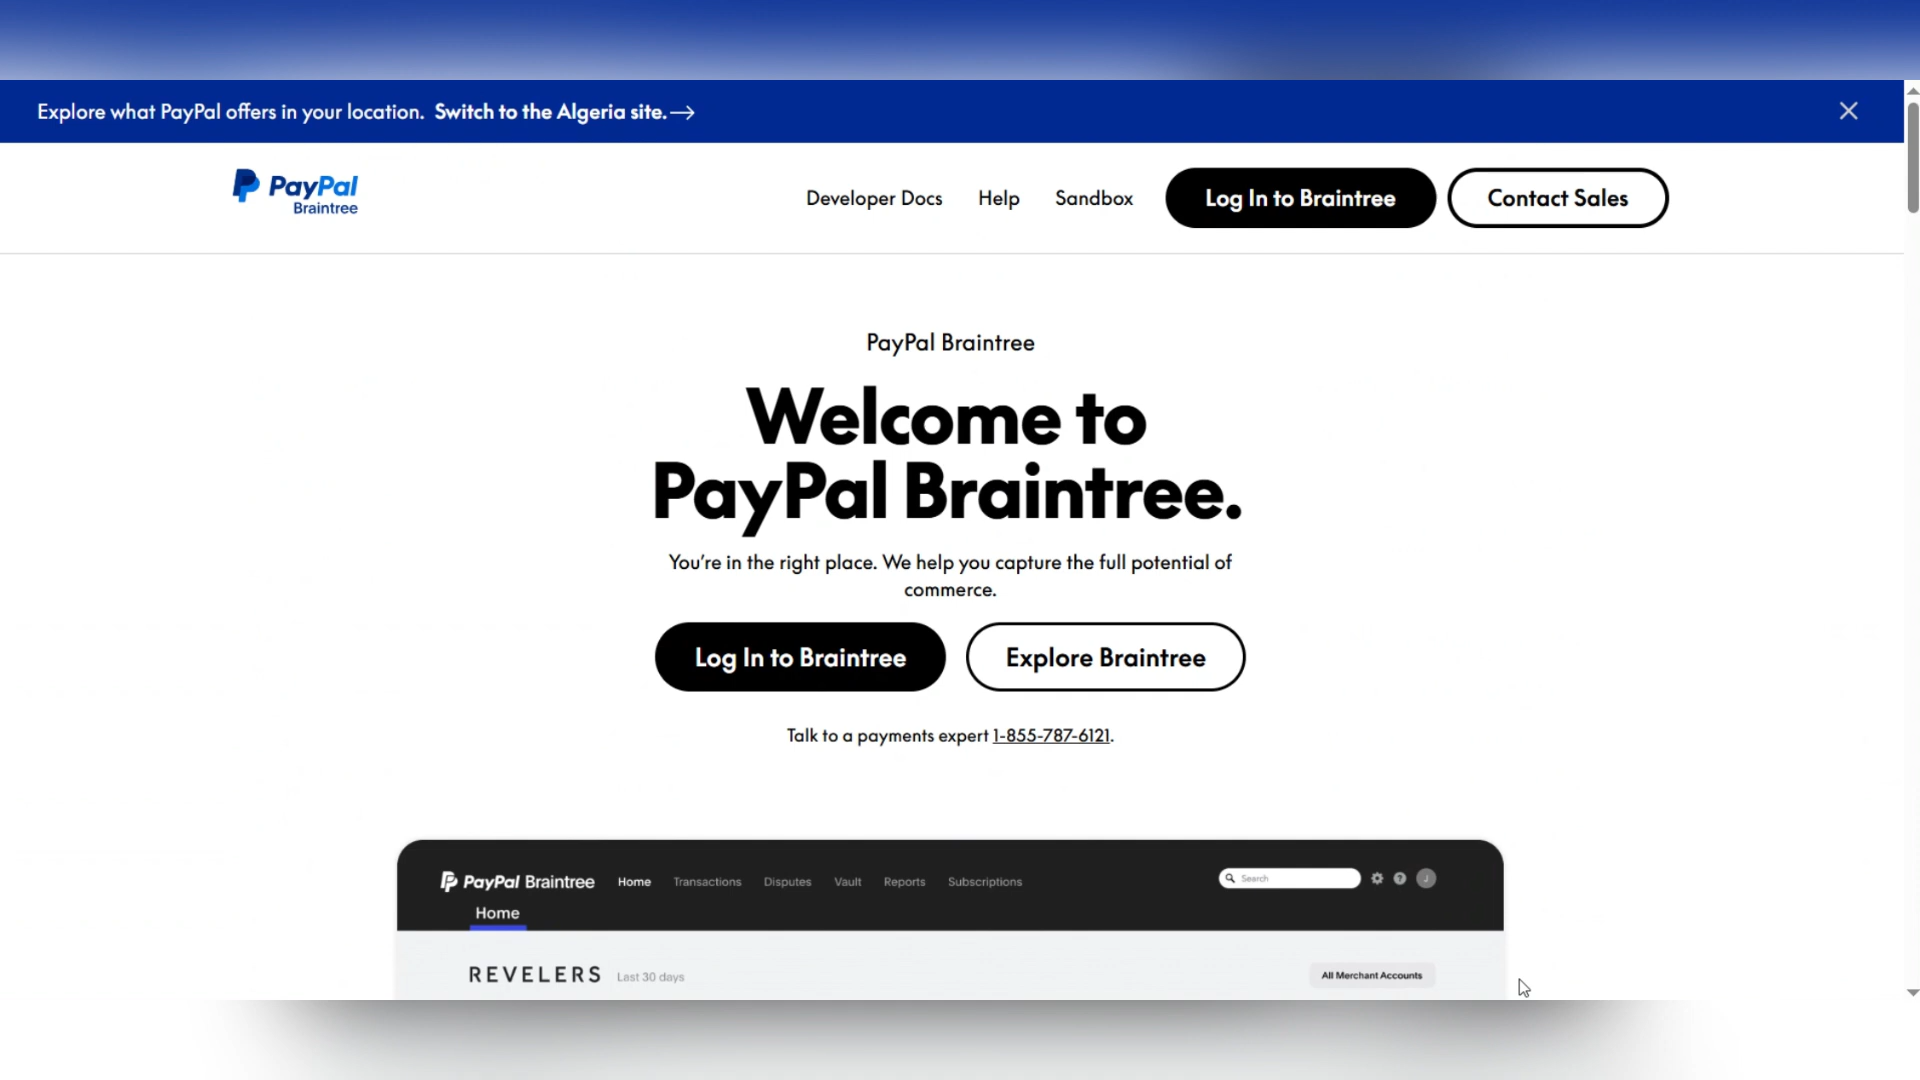 Explore what PayPal offers in your location. Switch to the Algeria site.
PayPal
Braintree
Developer Docs
Help
Sandbox
Log In to Braintree
Contact Sales
PayPal Braintree
Welcome to
PayPal Braintree.
You're in the right place. We help you capture the full potential of
commerce.
Log In to Braintree
Explore Braintree
Talk to a payments expert 1-855-787-6121.
PayPal Braintree
Home
Transactions
Disputes
Vault
Reports
Subscriptions
Search
?
J
Home
REVELERS
Last 30 days
All Merchant Accounts